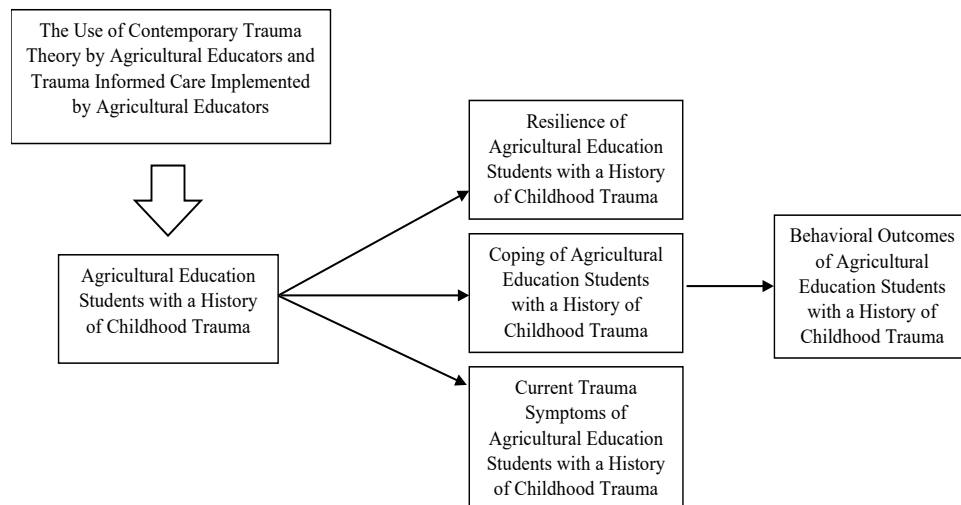 The Use of Contemporary Trauma
Theory by Agricultural Educators and
Trauma Informed Care Implemented
by Agricultural Educators
Resilience of
Agricultural Education
Students with a History
of Childhood Trauma
Agricultural Education
Students with a History
of Childhood Trauma
Coping of Agricultural
Education Students
with a History of
Childhood Trauma
Behavioral Outcomes
of Agricultural
Education Students
with a History of
Childhood Trauma
Current Trauma
Symptoms of
Agricultural Education
Students with a History
of Childhood Trauma